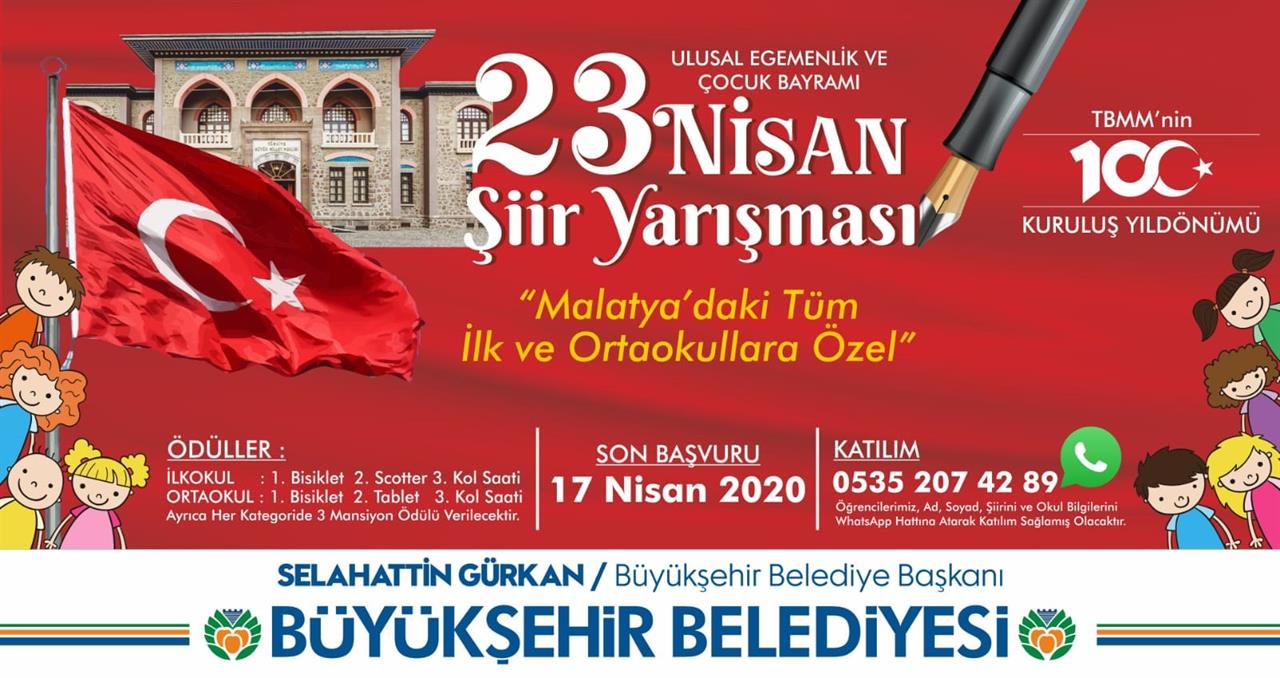 ULUSAL EGEMENLİK VE
ÇOCUK BAYRAMI
23 NİSAN
Şiir Yarışması
TBMM'nin
100
KURULUŞ YILDÖNÜMÜ
"Malatya'daki Tüm
İlk ve Ortaokullara Özel"
ÖDÜLLER :
İLKOKUL : 1. Bisiklet 2. Scotter 3. Kol Saati
ORTAOKUL : 1. Bisiklet 2. Tablet 3. Kol Saati
Ayrıca Her Kategoride 3 Mansiyon Ödülü Verilecektir.
SON BAŞVURU
17 Nisan 2020
KATILIM
0535 207 42 89
Öğrencilerimiz, Ad, Soyad, Şiirini ve Okul Bilgilerini
WhatsApp Hattına Atarak Katılım Sağlamış Olacaktır.
SELAHATTİN GÜRKAN / Büyükşehir Belediye Başkanı
BÜYÜKŞEHİR BELEDİYESİ